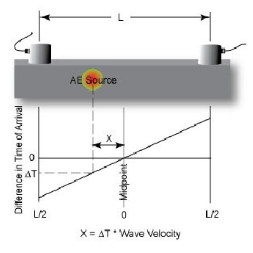 L
AE Source
Difference in Time of Arrival
X
0
ΔT
Midpoint
L/2
0
L/2
X = ΔT * Wave Velocity